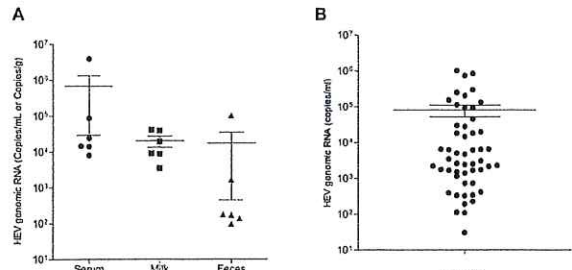 A
HEV genomic RNA (Copies/mL or Copies/g)
10⁷
10⁶
10⁵
10⁴
10³
10²
10¹
Serum
Milk
Feces
B
HEV genomic RNA (copies/ml)
10⁷
10⁶
10⁵
10⁴
10³
10²
10¹